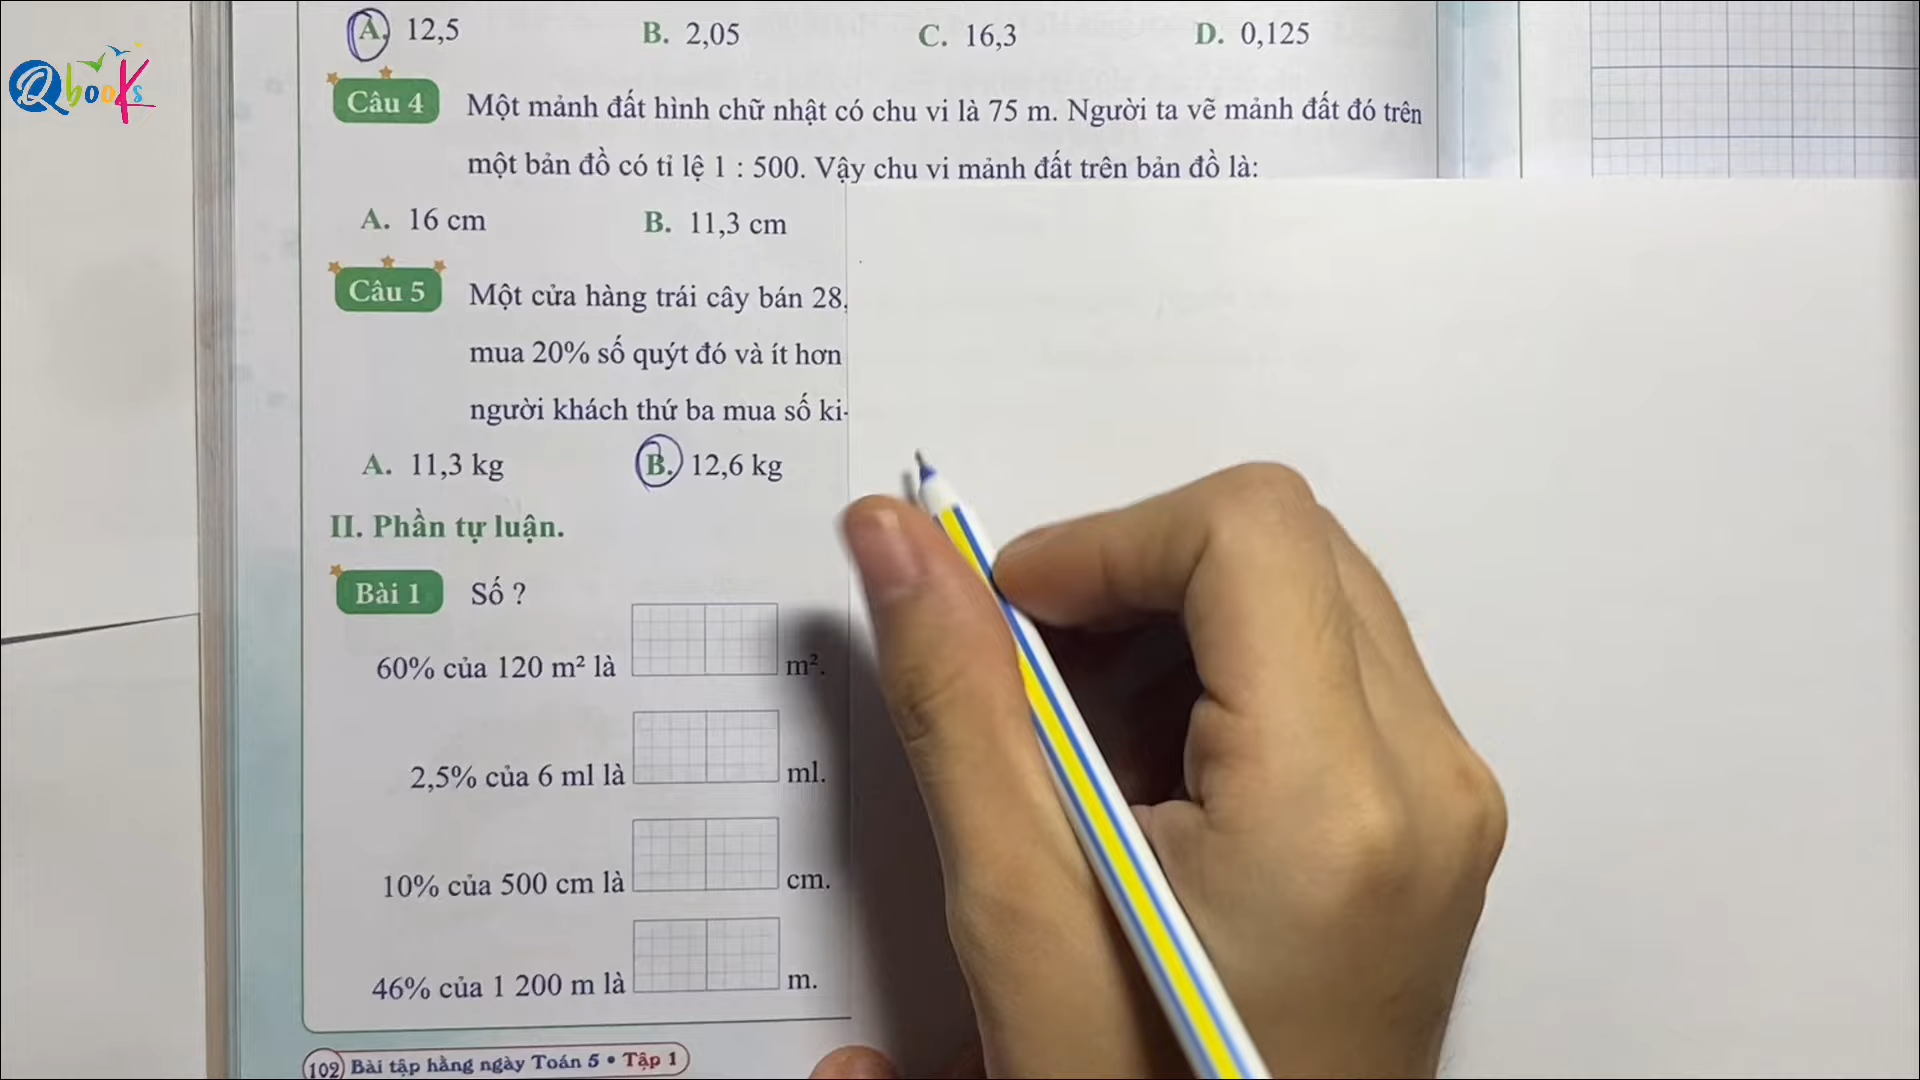 Qbooks
A. 12,5 B. 2,05 C. 16,3 D. 0,125
Câu 4 Một mảnh đất hình chữ nhật có chu vi là 75 m. Người ta vẽ mảnh đất đó trên
một bản đồ có tỉ lệ 1 : 500. Vậy chu vi mảnh đất trên bản đồ là:
A. 16 cm B. 11,3 cm
Câu 5 Một cửa hàng trái cây bán 28,
mua 20% số quýt đó và ít hơn
người khách thứ ba mua số ki-
A. 11,3 kg B. 12,6 kg
II. Phần tự luận.
Bài 1 Số ?
60% của 120 m² là m².
2,5% của 6 ml là ml.
10% của 500 cm là cm.
46% của 1 200 m là m.
102 Bài tập hằng ngày Toán 5 • Tập 1